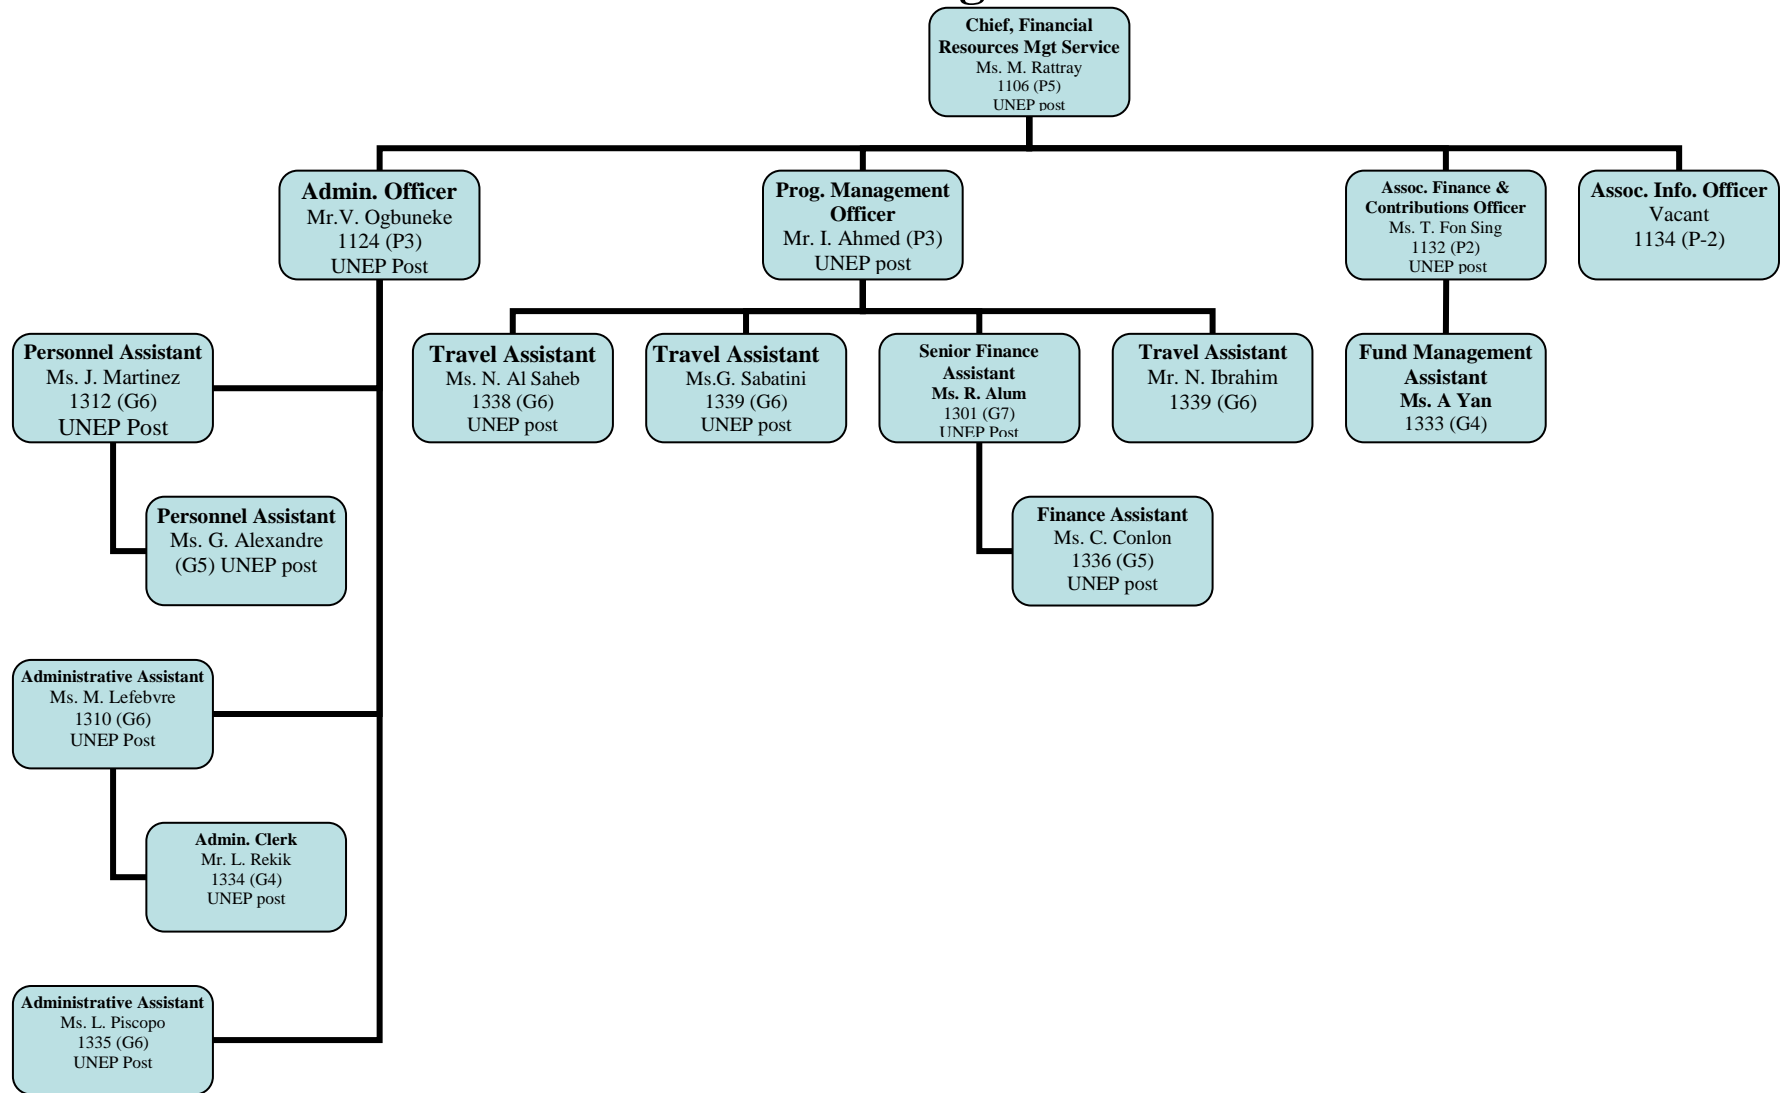 Chief, Financial
Resources Mgt Service
Ms. M. Rattray
1106 (P5)
UNEP post
Admin. Officer
Mr.V. Ogbuneke
1124 (P3)
UNEP Post
Prog. Management
Officer
Mr. I. Ahmed (P3)
UNEP post
Assoc. Finance &
Contributions Officer
Ms. T. Fon Sing
1132 (P2)
UNEP post
Assoc. Info. Officer
Vacant
1134 (P-2)
Personnel Assistant
Ms. J. Martinez
1312 (G6)
UNEP Post
Travel Assistant
Ms. N. Al Saheb
1338 (G6)
UNEP post
Travel Assistant
Ms.G. Sabatini
1339 (G6)
UNEP post
Senior Finance
Assistant
Ms. R. Alum
1301 (G7)
UNEP Post
Travel Assistant
Mr. N. Ibrahim
1339 (G6)
Fund Management
Assistant
Ms. A Yan
1333 (G4)
Personnel Assistant
Ms. G. Alexandre
(G5) UNEP post
Finance Assistant
Ms. C. Conlon
1336 (G5)
UNEP post
Administrative Assistant
Ms. M. Lefebvre
1310 (G6)
UNEP Post
Admin. Clerk
Mr. L. Rekik
1334 (G4)
UNEP post
Administrative Assistant
Ms. L. Piscopo
1335 (G6)
UNEP Post